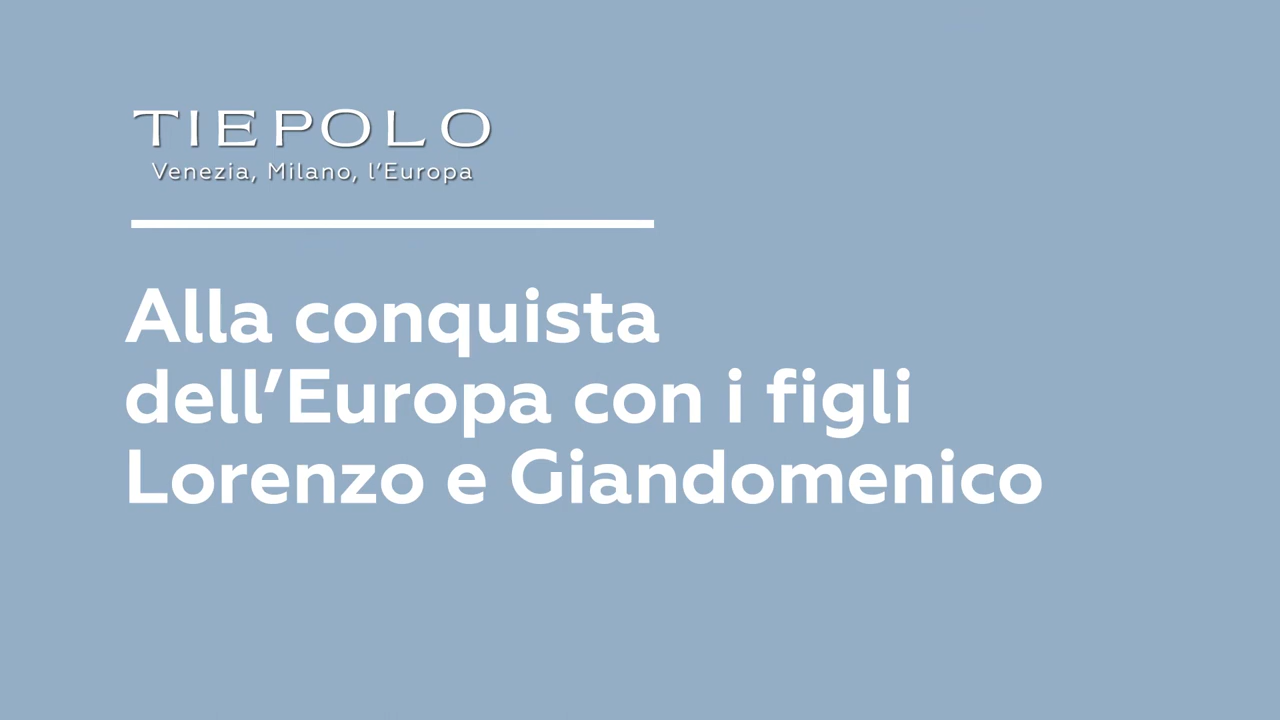 TIEPOLO
Venezia, Milano, l’Europa
Alla conquista
dell’Europa con i figli
Lorenzo e Giandomenico